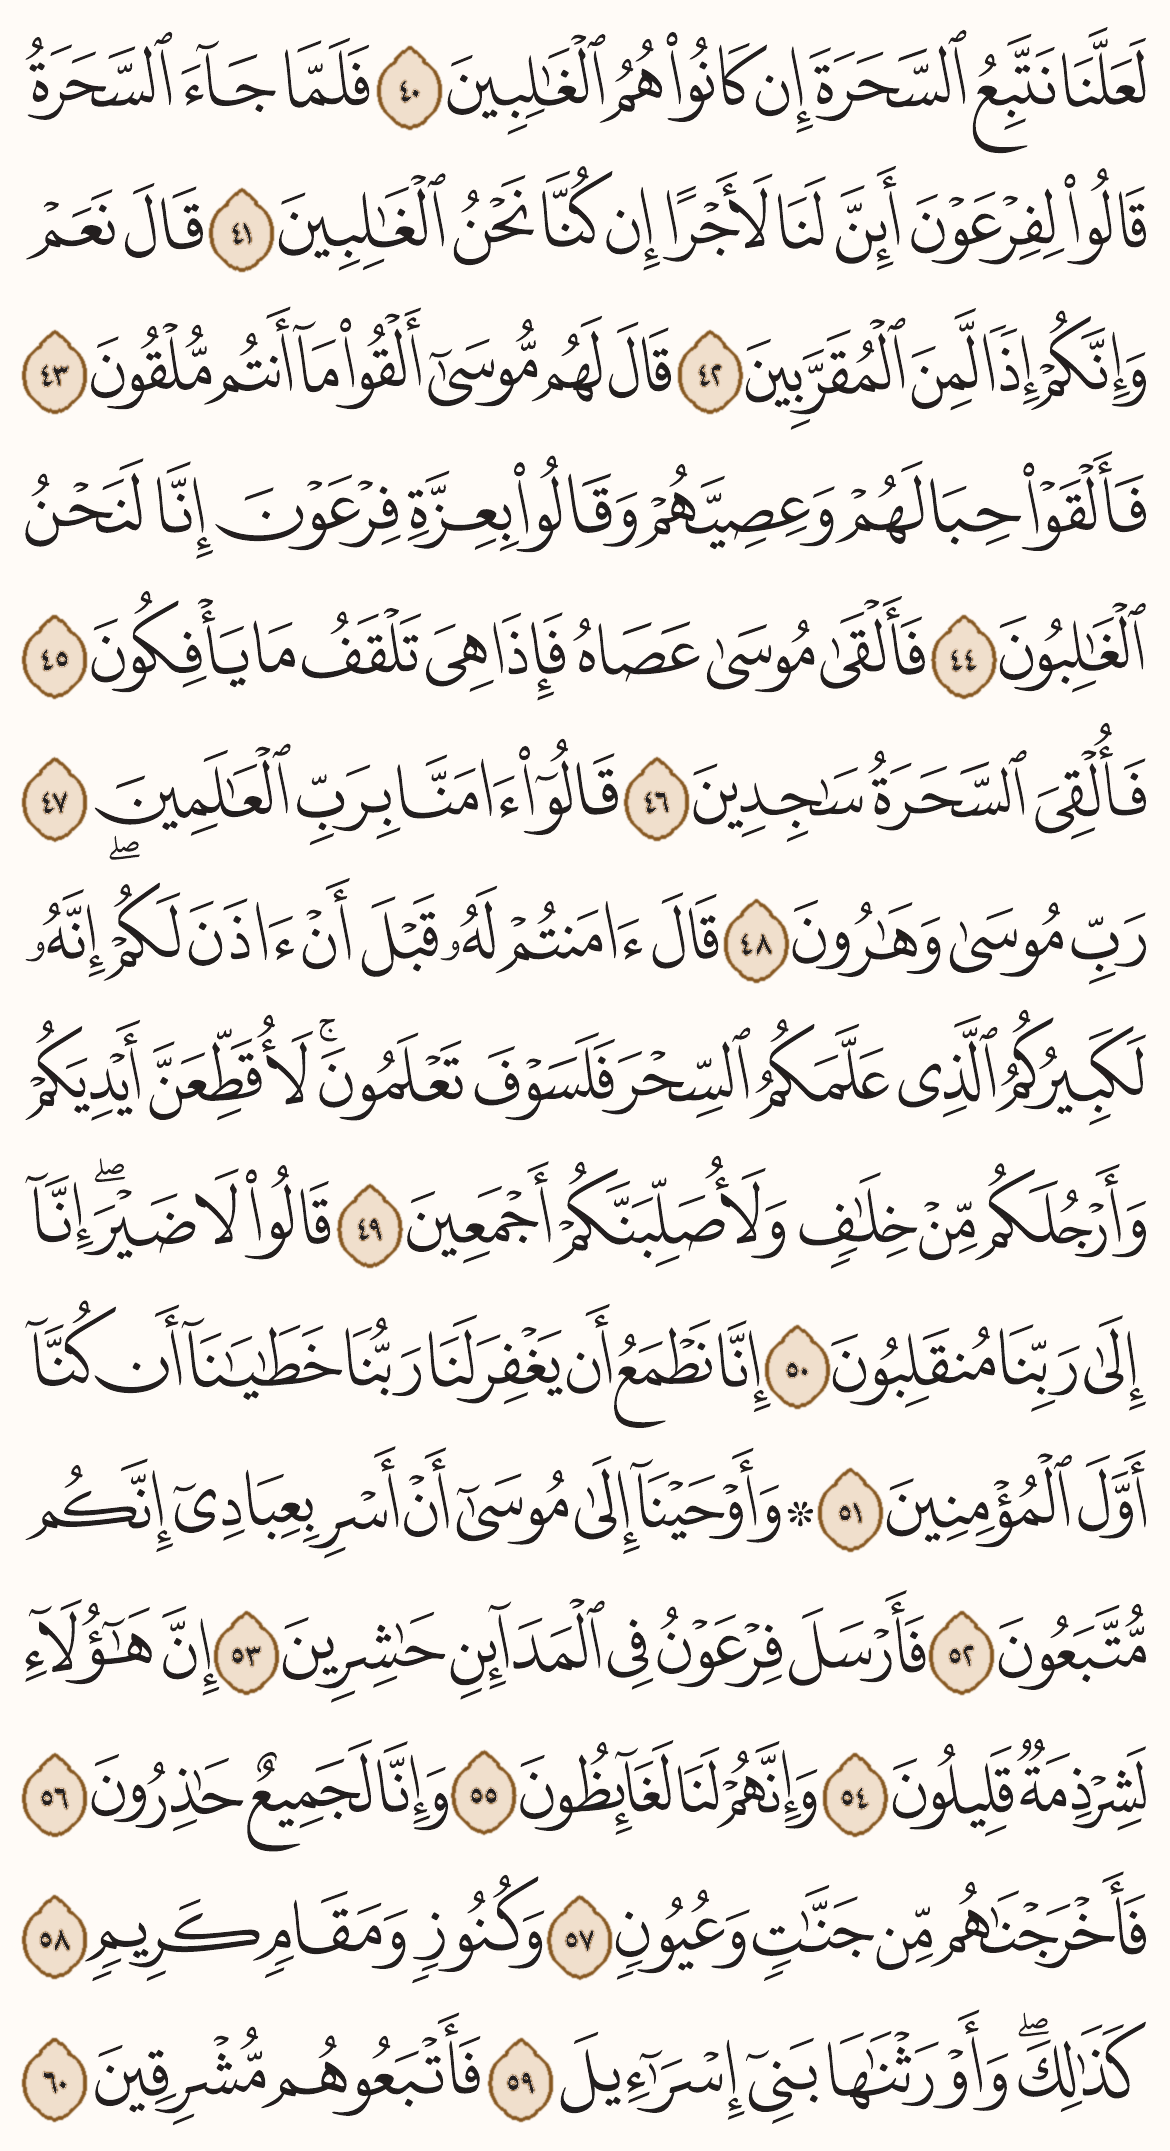 لَعَلَّنَا نَتَّبِعُ ٱلسَّحَرَةَ إِن كَانُوا۟ هُمُ ٱلْغَـٰلِبِينَ ٤٠ فَلَمَّا جَآءَ ٱلسَّحَرَةُ
قَالُوا۟ لِفِرْعَوْنَ أَئِنَّ لَنَا لَأَجْرًا إِن كُنَّا نَحْنُ ٱلْغَـٰلِبِينَ ٤١ قَالَ نَعَمْ
وَإِنَّكُمْ إِذًا لَّمِنَ ٱلْمُقَرَّبِينَ ٤٢ قَالَ لَهُم مُّوسَىٰٓ أَلْقُوا۟ مَآ أَنتُم مُّلْقُونَ ٤٣
فَأَلْقَوْا۟ حِبَالَهُمْ وَعِصِيَّهُمْ وَقَالُوا۟ بِعِزَّةِ فِرْعَوْنَ إِنَّا لَنَحْنُ
ٱلْغَـٰلِبُونَ ٤٤ فَأَلْقَىٰ مُوسَىٰ عَصَاهُ فَإِذَا هِىَ تَلْقَفُ مَا يَأْفِكُونَ ٤٥
فَأُلْقِىَ ٱلسَّحَرَةُ سَـٰجِدِينَ ٤٦ قَالُوٓا۟ ءَامَنَّا بِرَبِّ ٱلْعَـٰلَمِينَ ٤٧
رَبِّ مُوسَىٰ وَهَـٰرُونَ ٤٨ قَالَ ءَامَنتُمْ لَهُۥ قَبْلَ أَنْ ءَاذَنَ لَكُمْ ۖ إِنَّهُۥ
لَكَبِيرُكُمُ ٱلَّذِى عَلَّمَكُمُ ٱلسِّحْرَ فَلَسَوْفَ تَعْلَمُونَ ۚ لَأُقَطِّعَنَّ أَيْدِيَكُمْ
وَأَرْجُلَكُم مِّنْ خِلَـٰفٍ وَلَأُصَلِّبَنَّكُمْ أَجْمَعِينَ ٤٩ قَالُوا۟ لَا ضَيْرَ ۖ إِنَّآ
إِلَىٰ رَبِّنَا مُنقَلِبُونَ ٥٠ إِنَّا نَطْمَعُ أَن يَغْفِرَ لَنَا رَبُّنَا خَطَـٰيَـٰنَآ أَن كُنَّآ
أَوَّلَ ٱلْمُؤْمِنِينَ ٥١ ۞ وَأَوْحَيْنَآ إِلَىٰ مُوسَىٰٓ أَنْ أَسْرِ بِعِبَادِىٓ إِنَّكُم
مُّتَّبَعُونَ ٥٢ فَأَرْسَلَ فِرْعَوْنُ فِى ٱلْمَدَآئِنِ حَـٰشِرِينَ ٥٣ إِنَّ هَـٰٓؤُلَآءِ
لَشِرْذِمَةٌ قَلِيلُونَ ٥٤ وَإِنَّهُمْ لَنَا لَغَآئِظُونَ ٥٥ وَإِنَّا لَجَمِيعٌ حَـٰذِرُونَ ٥٦
فَأَخْرَجْنَـٰهُم مِّن جَنَّـٰتٍ وَعُيُونٍ ٥٧ وَكُنُوزٍ وَمَقَامٍ كَرِيمٍ ٥٨
كَذَٰلِكَ ۖ وَأَوْرَثْنَـٰهَا بَنِىٓ إِسْرَٰٓءِيلَ ٥٩ فَأَتْبَعُوهُم مُّشْرِقِينَ ٦٠